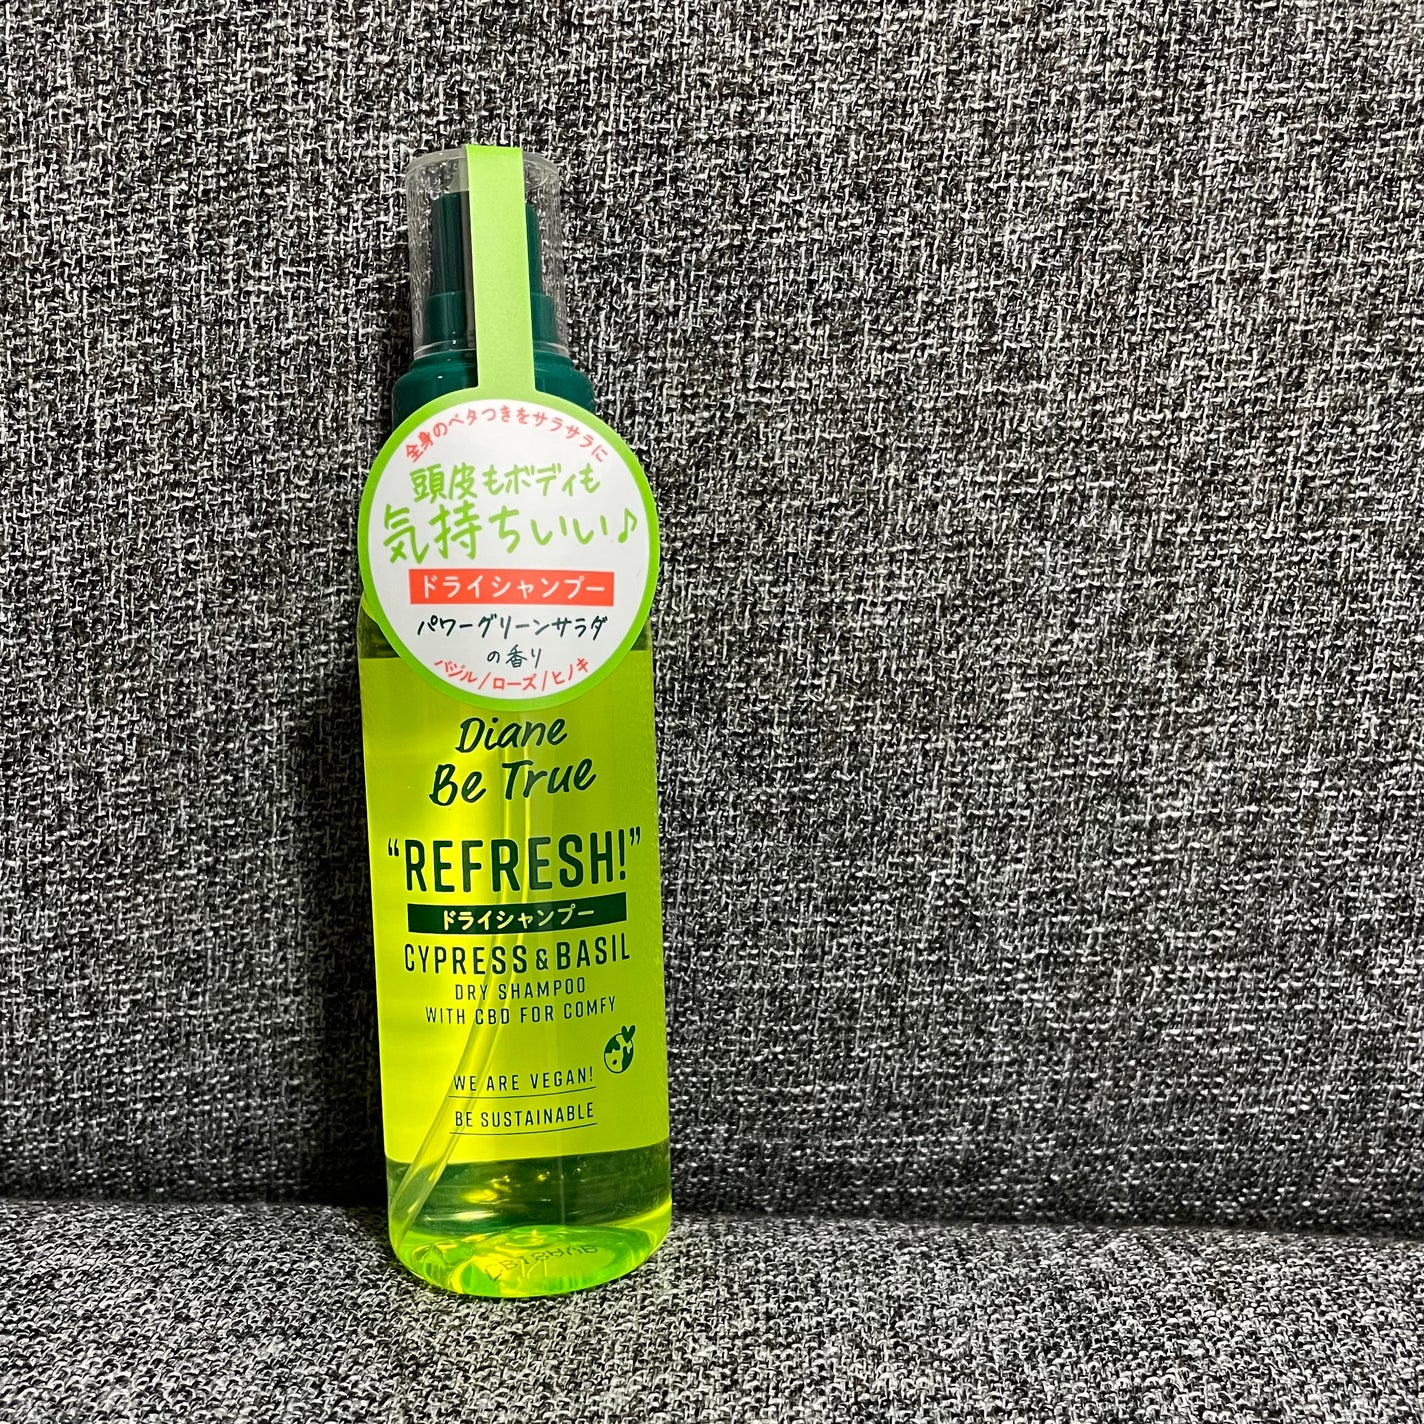 全身のベタつきをサラサラに
頭皮もボディも
気持ちいい♪
ドライシャンプー
パワーグリーンサラダ
の香り
バジル/ローズ/ヒノキ
Diane
Be True
“REFRESH!”
ドライシャンプー
CYPRESS&BASIL
DRY SHAMPOO
WITH CBD FOR COMFY
WE ARE VEGAN!
BE SUSTAINABLE